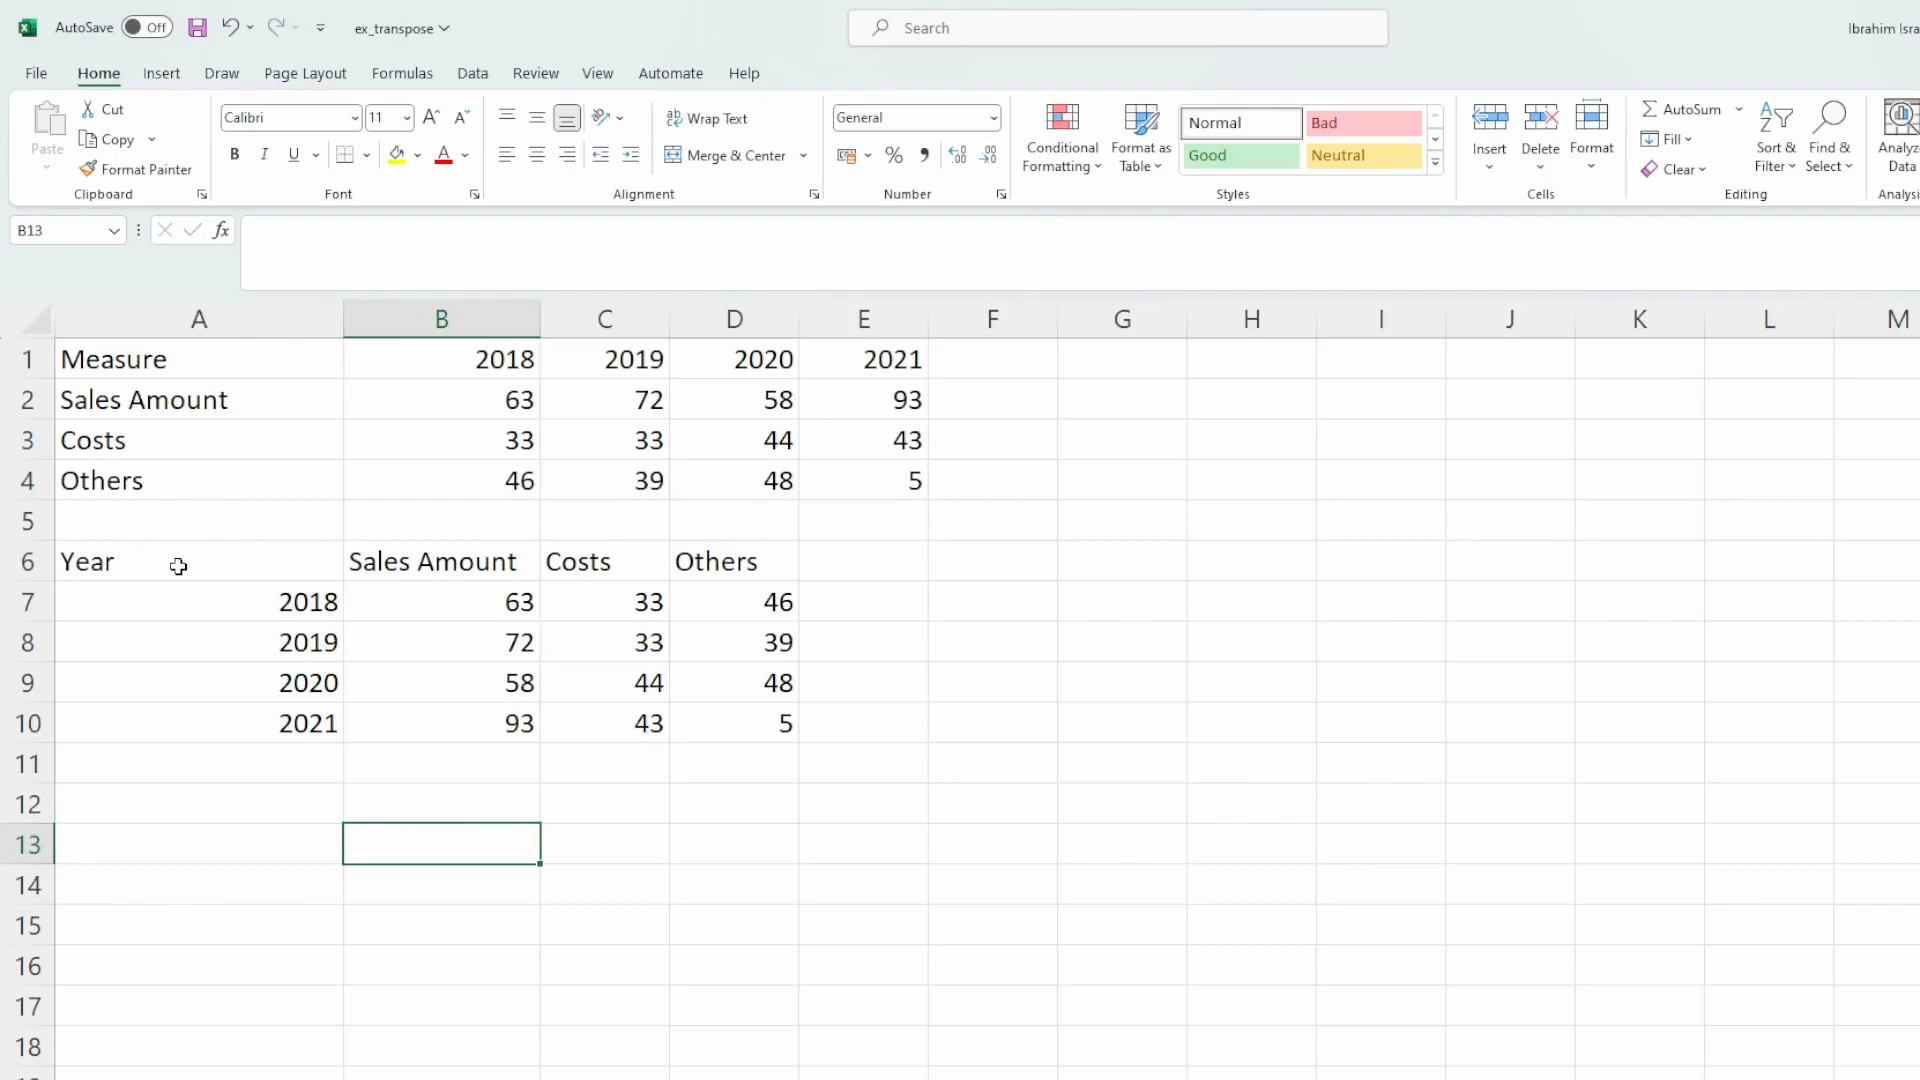 AutoSave Off ex_transpose Search Ibrahim Isra
File Home Insert Draw Page Layout Formulas Data Review View Automate Help
Paste Cut Copy Format Painter Clipboard
Calibri 11 B I U Font
Wrap Text Merge & Center Alignment
General % Number
Conditional Formatting Format as Table Normal Bad Good Neutral Styles
Insert Delete Format Cells
AutoSum Fill Clear Sort & Filter Find & Select Editing
Analyz Data Analysi
B13 fx
A B C D E F G H I J K L M
1 Measure 2018 2019 2020 2021
2 Sales Amount 63 72 58 93
3 Costs 33 33 44 43
4 Others 46 39 48 5
5
6 Year Sales Amount Costs Others
7 2018 63 33 46
8 2019 72 33 39
9 2020 58 44 48
10 2021 93 43 5
11
12
13
14
15
16
17
18